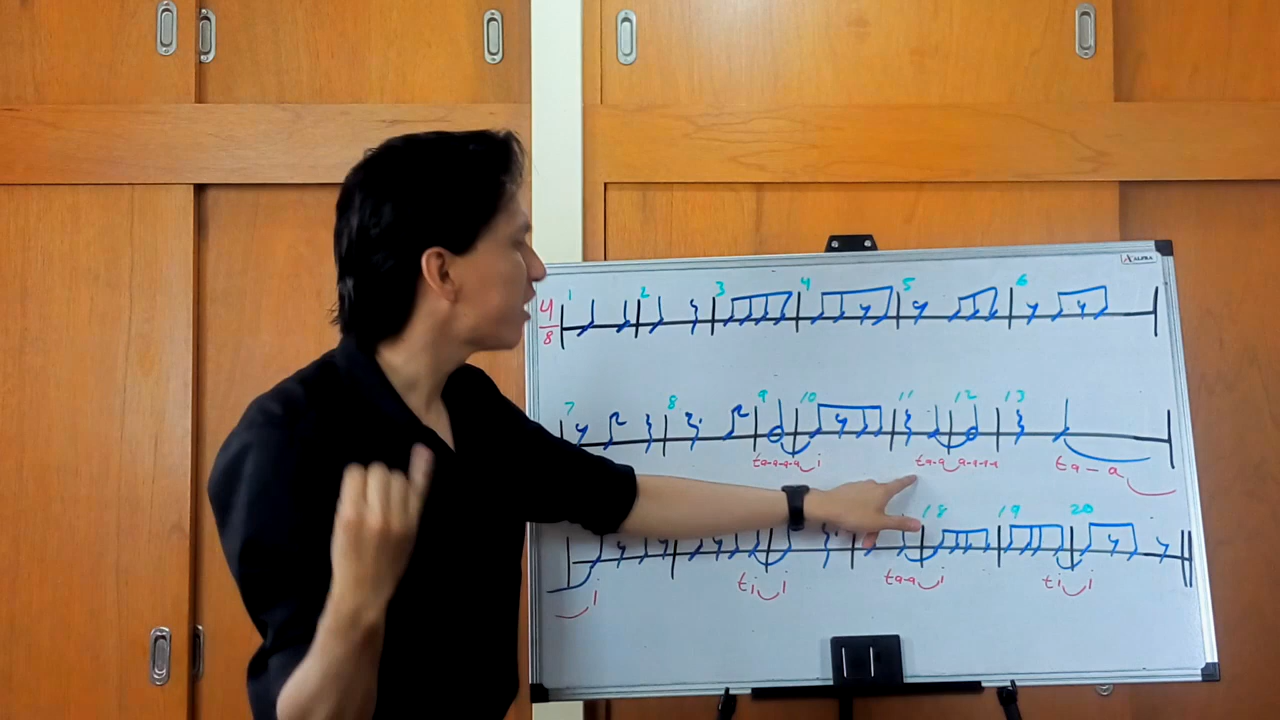 ALPHA
1 2 3 4 5 6
4
8
7 8 9 10 11 12 13
ta-a-a-a i ta-a a-a-a-a ta-a
18 19 20
i ti i ta-a i ti i